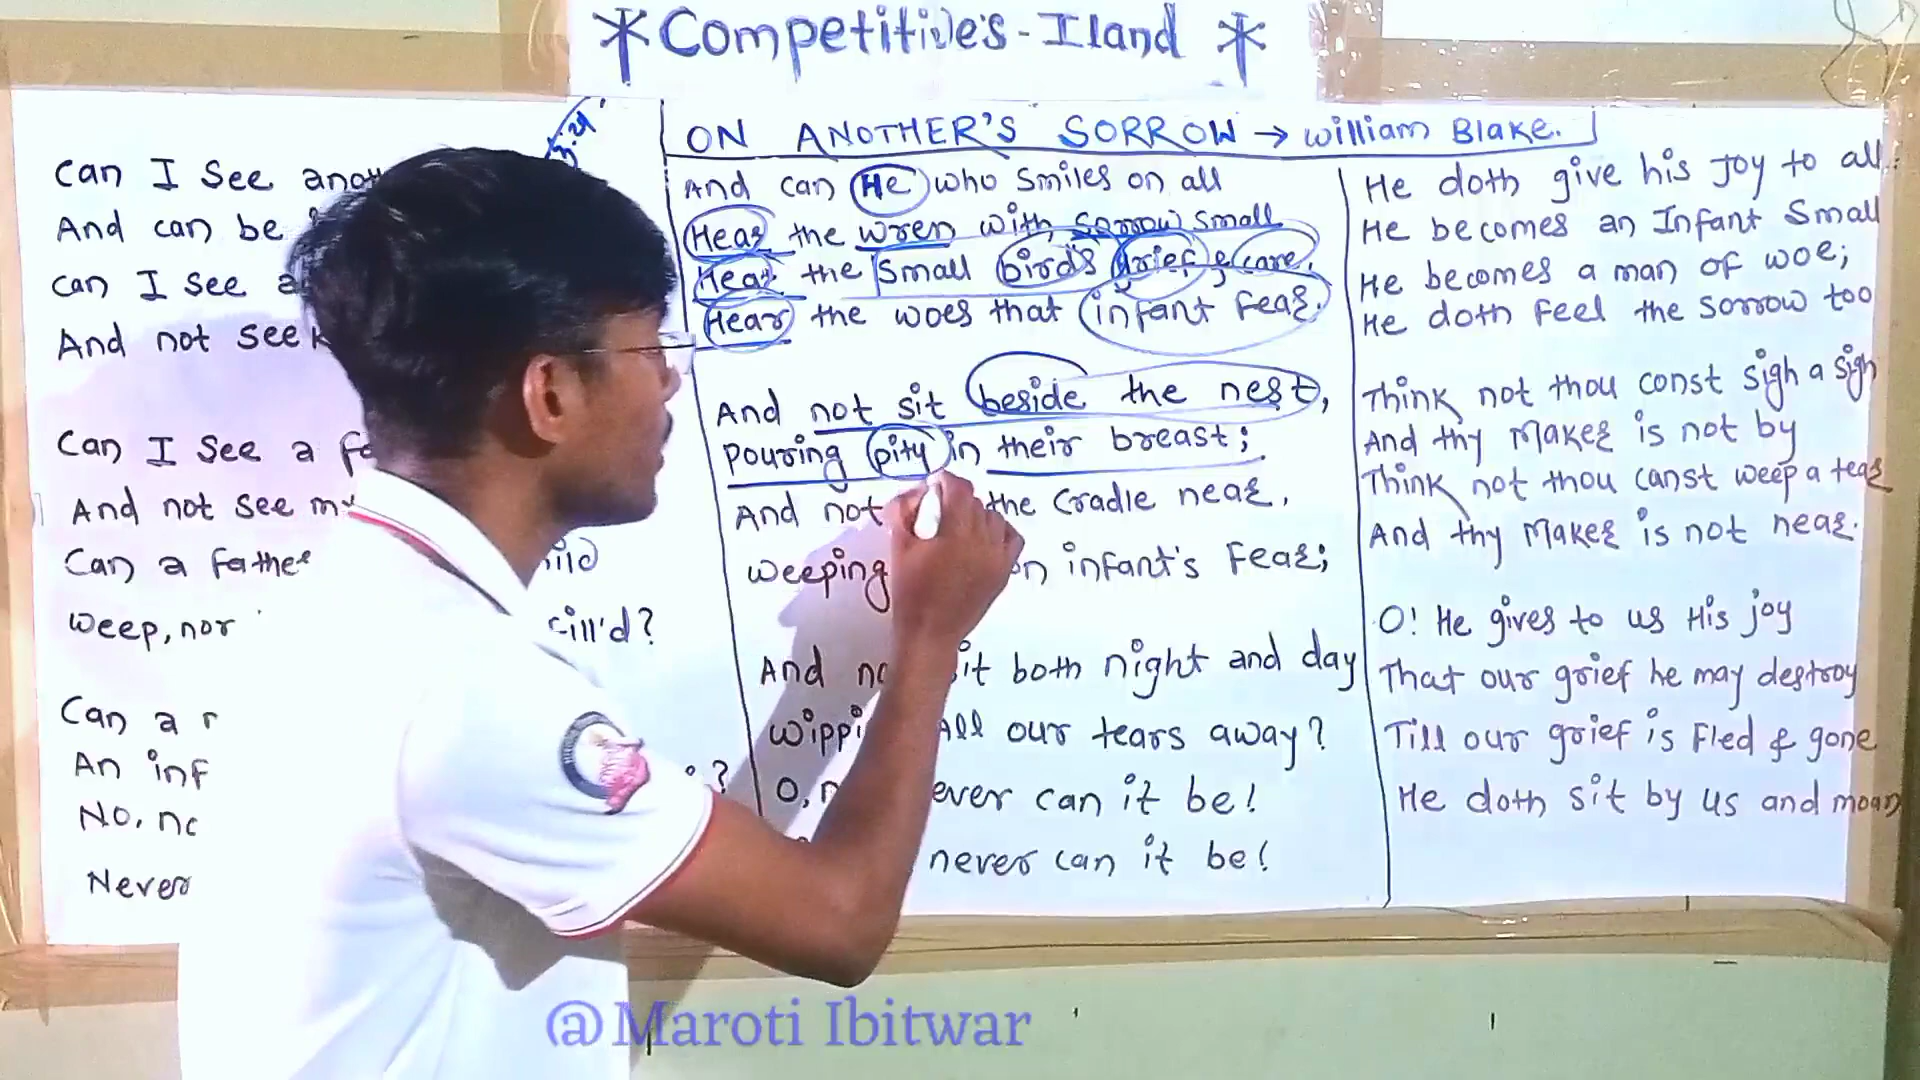 *Competitive's-Iland *
ON ANOTHER'S SORROW → William Blake.
Can I See
And can be
Can I See a
And not seek
Can I See a
And not see my
Can a father
weep, nor fill'd?
Can a
An inf ?
No, no
Never
And can He who smiles on all
Hear the wren with sorrow small
Hear the small bird's grief & care,
Hear the woes that infant Fear.
And not sit beside the nest,
pouring pity in their breast;
And not the Cradle near,
weeping on infant's Fear;
And it both night and day
All our tears away?
O, ever can it be!
never can it be!
He doth give his Joy to all:
He becomes an Infant Small
He becomes a man of woe;
He doth Feel the Sorrow too
Think not thou const Sigh a Sigh
And thy Maker is not by
Think not thou canst weep a tear
And thy Maker is not near.
O! He gives to us His joy
That our grief he may destroy
Till our grief is Fled & gone
He doth sit by us and moan
@Maroti Ibitwar